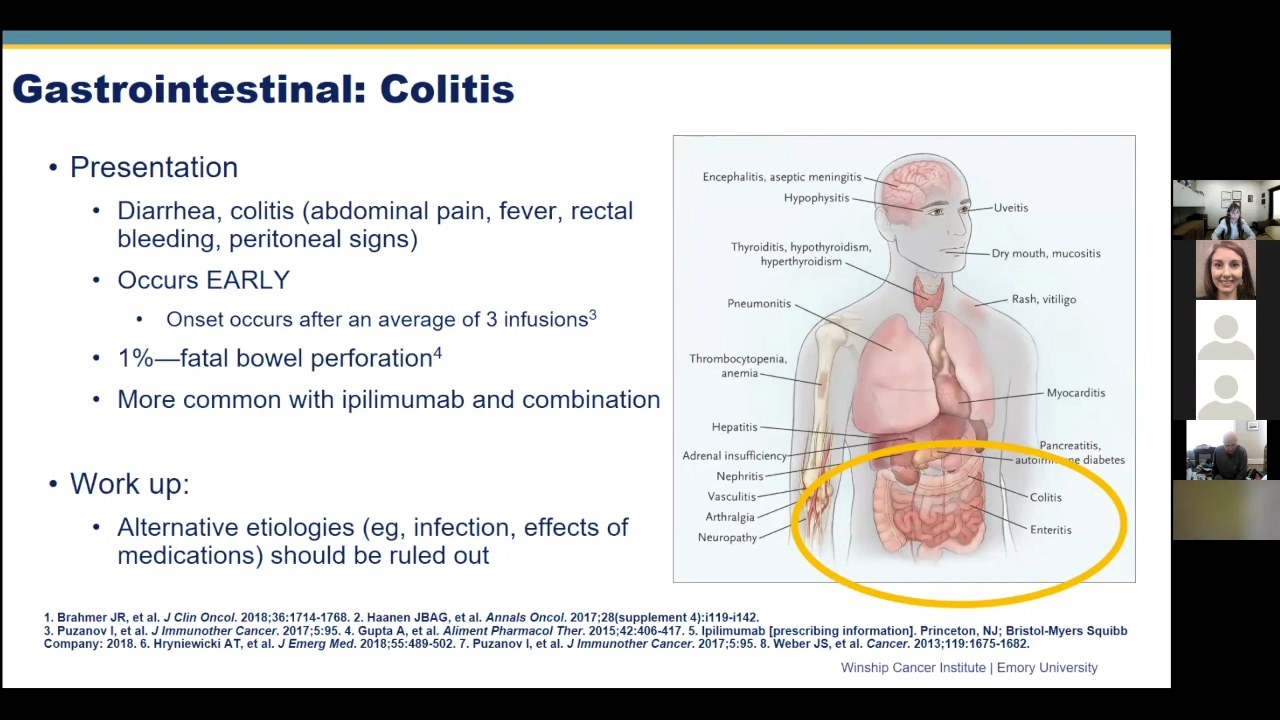 Gastrointestinal: Colitis
• Presentation
• Diarrhea, colitis (abdominal pain, fever, rectal
bleeding, peritoneal signs)
• Occurs EARLY
• Onset occurs after an average of 3 infusions³
• 1%—fatal bowel perforation⁴
• More common with ipilimumab and combination
• Work up:
• Alternative etiologies (eg, infection, effects of
medications) should be ruled out
Encephalitis, aseptic meningitis
Hypophysitis
Uveitis
Thyroiditis, hypothyroidism,
hyperthyroidism
Dry mouth, mucositis
Pneumonitis
Rash, vitiligo
Thrombocytopenia,
anemia
Myocarditis
Hepatitis
Adrenal insufficiency
Pancreatitis,
autoimmune diabetes
Nephritis
Vasculitis
Colitis
Arthralgia
Enteritis
Neuropathy
1. Brahmer JR, et al. J Clin Oncol. 2018;36:1714-1768. 2. Haanen JBAG, et al. Annals Oncol. 2017;28(supplement 4):i119-i142.
3. Puzanov I, et al. J Immunother Cancer. 2017;5:95. 4. Gupta A, et al. Aliment Pharmacol Ther. 2015;42:406-417. 5. Ipilimumab [prescribing information]. Princeton, NJ; Bristol-Myers Squibb
Company: 2018. 6. Hryniewicki AT, et al. J Emerg Med. 2018;55:489-502. 7. Puzanov I, et al. J Immunother Cancer. 2017;5:95. 8. Weber JS, et al. Cancer. 2013;119:1675-1682.
Winship Cancer Institute | Emory University